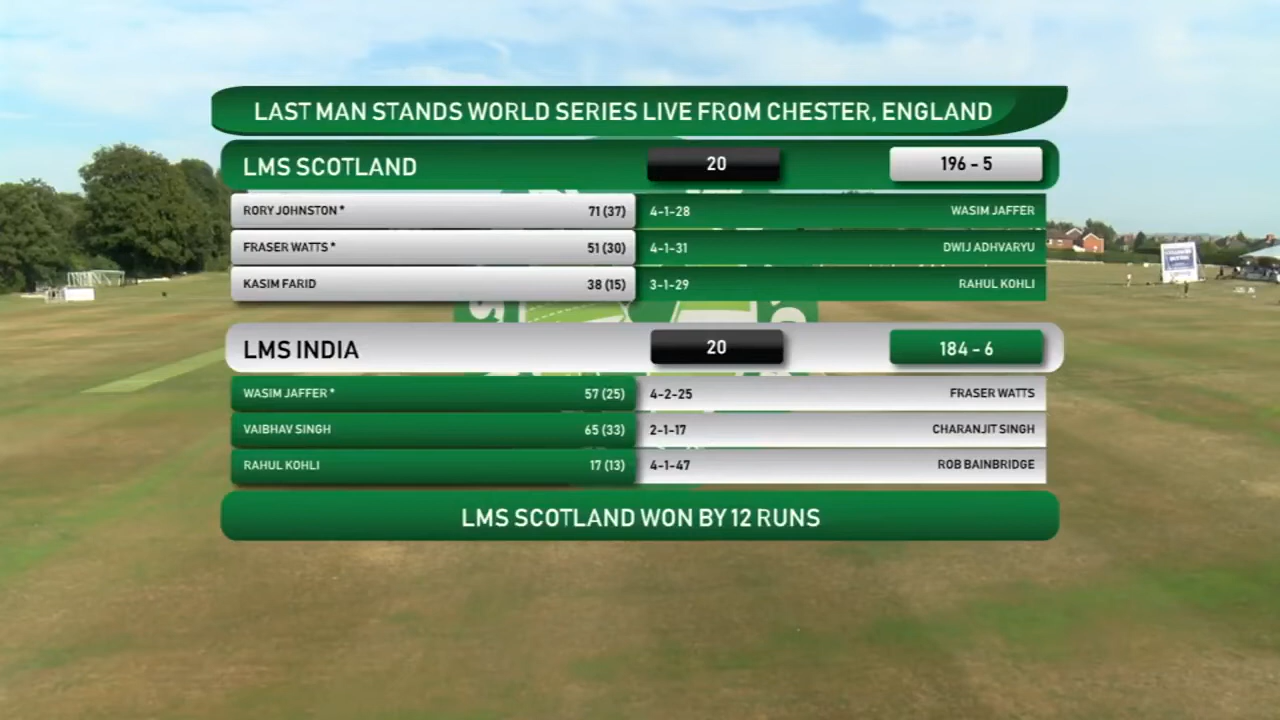 LAST MAN STANDS WORLD SERIES LIVE FROM CHESTER, ENGLAND
LMS SCOTLAND 20 196 - 5
RORY JOHNSTON * 71 (37) 4-1-28 WASIM JAFFER
FRASER WATTS * 51 (30) 4-1-31 DWIJ ADHVARYU
KASIM FARID 38 (15) 3-1-29 RAHUL KOHLI
LMS INDIA 20 184 - 6
WASIM JAFFER * 57 (25) 4-2-25 FRASER WATTS
VAIBHAV SINGH 65 (33) 2-1-17 CHARANJIT SINGH
RAHUL KOHLI 17 (13) 4-1-47 ROB BAINBRIDGE
LMS SCOTLAND WON BY 12 RUNS